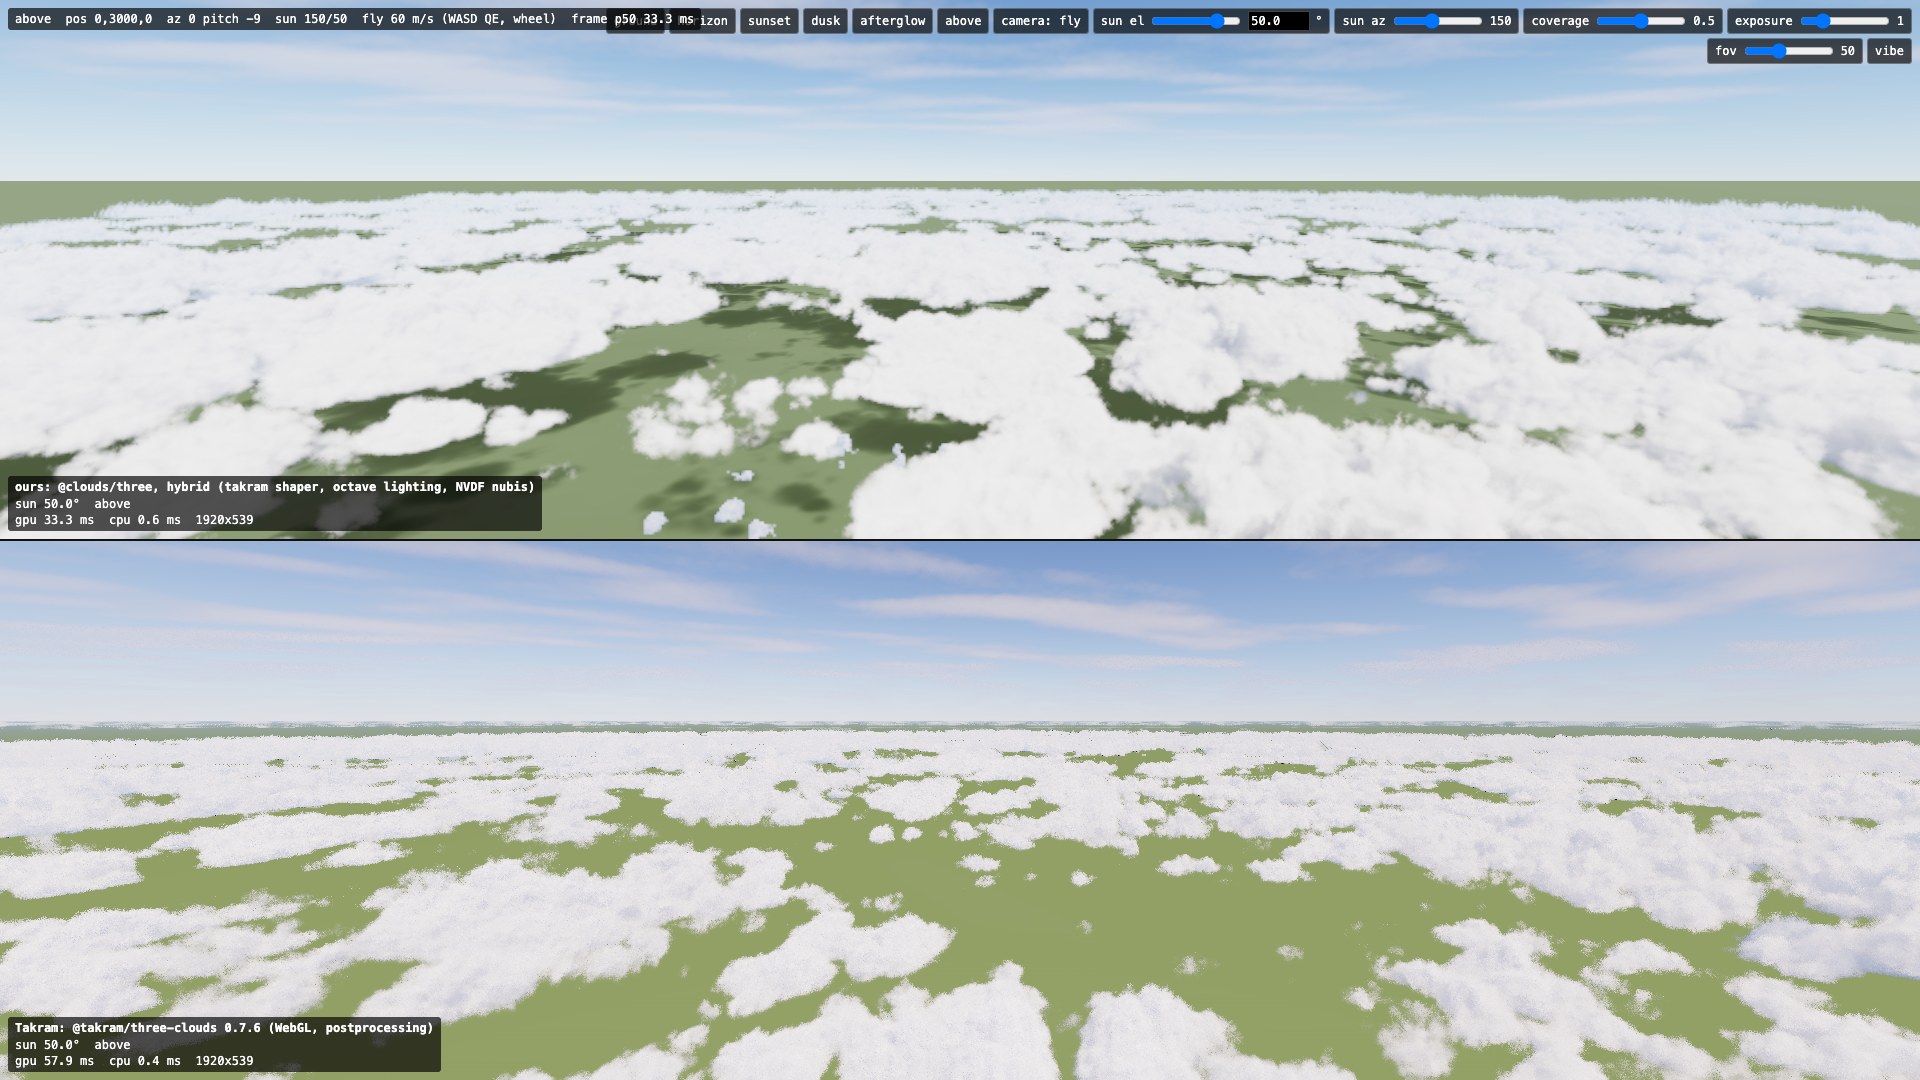 above pos 0,3000,0 az 0 pitch -9 sun 150/50 fly 60 m/s (WASD QE, wheel) frame p50 33.3 ms
sunset dusk afterglow above camera: fly sun el 50.0 ° sun az 150 coverage 0.5 exposure 1
fov 50 vibe
ours: @clouds/three, hybrid (takram shaper, octave lighting, NVDF nubis)
sun 50.0° above
gpu 33.3 ms cpu 0.6 ms 1920x539
Takram: @takram/three-clouds 0.7.6 (WebGL, postprocessing)
sun 50.0° above
gpu 57.9 ms cpu 0.4 ms 1920x539